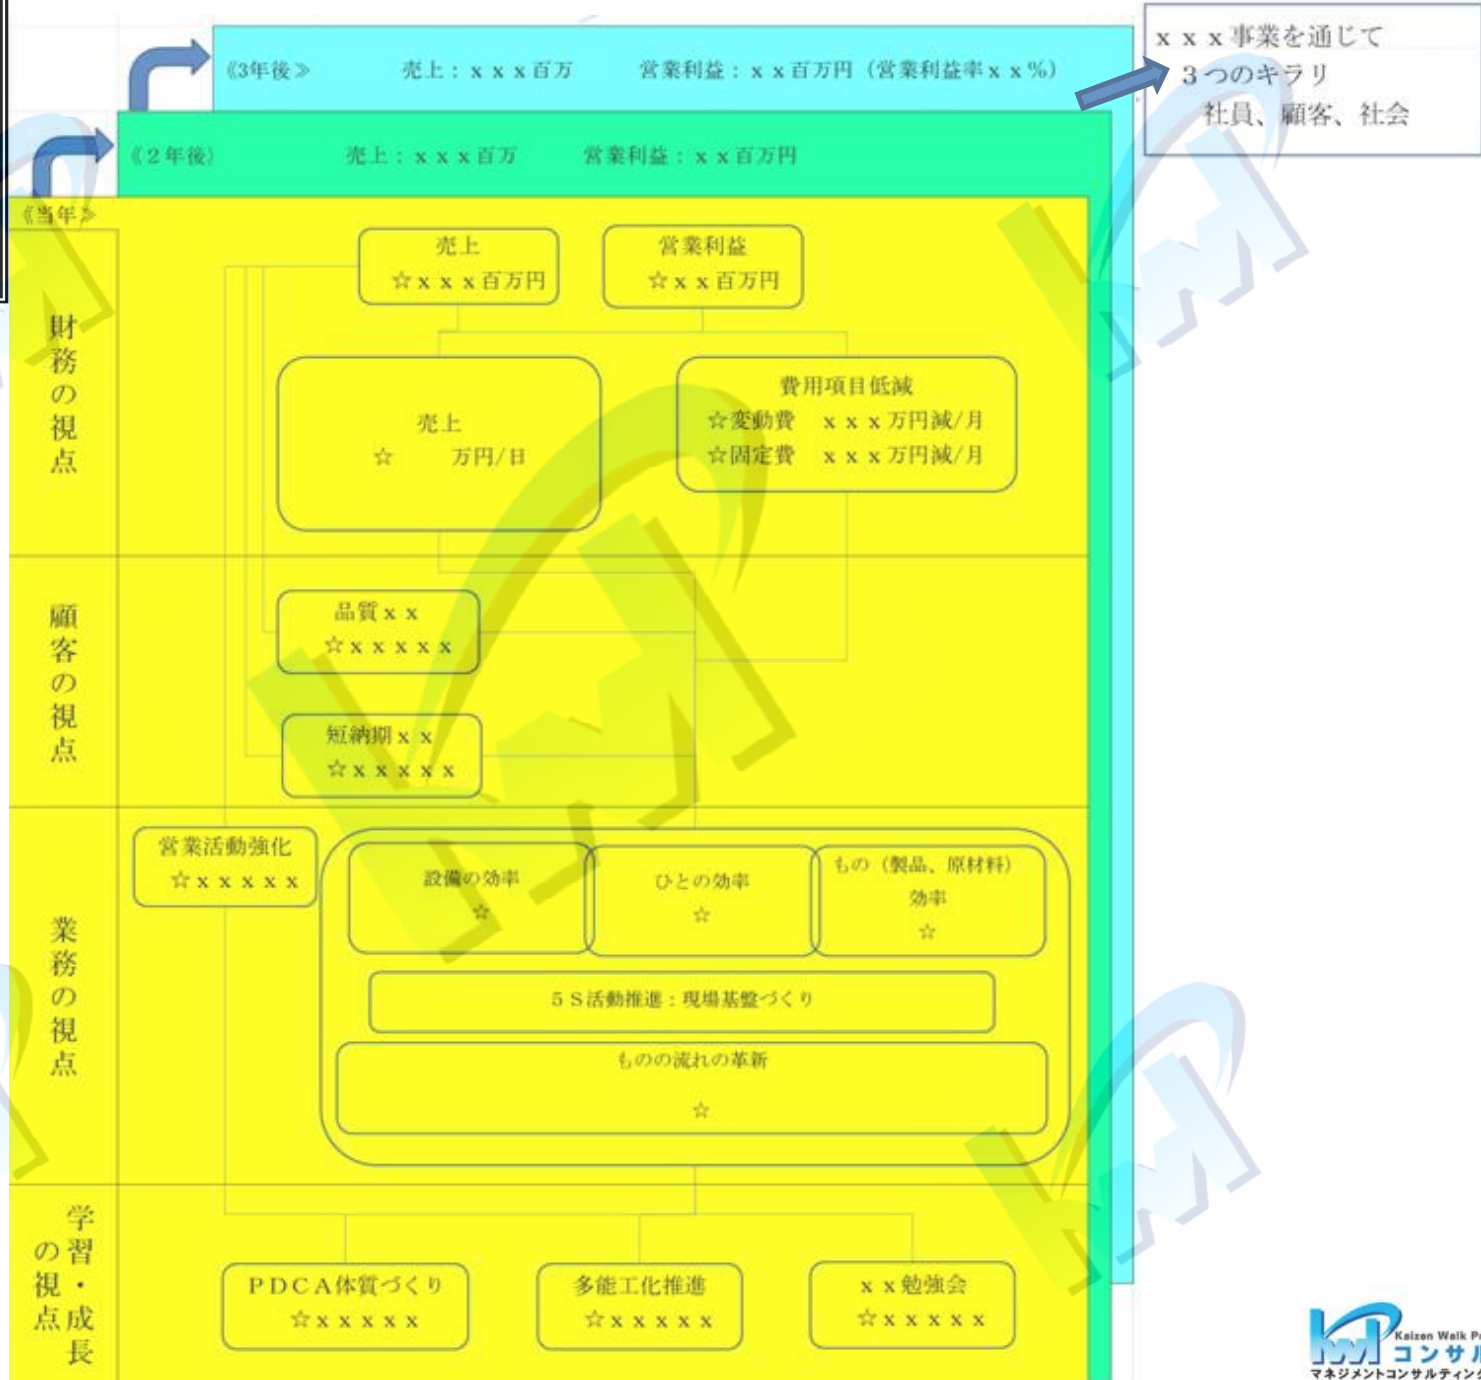 xxx事業を通じて
3つのキラリ
社員、顧客、社会
《3年後≫ 売上：xxx百万 営業利益：xx百万円（営業利益率xx%）
《2年後》 売上：xxx百万 営業利益：xx百万円
《当年≫
財務の視点
売上
☆xxx百万円
営業利益
☆xx百万円
売上
☆ 万円/日
費用項目低減
☆変動費 xxx万円減/月
☆固定費 xxx万円減/月
顧客の視点
品質xx
☆xxxxx
短納期xx
☆xxxxx
業務の視点
営業活動強化
☆xxxxx
設備の効率
☆
ひとの効率
☆
もの（製品、原材料）
効率
☆
5S活動推進：現場基盤づくり
ものの流れの革新
☆
学習・成長
の視点
PDCA体質づくり
☆xxxxx
多能工化推進
☆xxxxx
xx勉強会
☆xxxxx
Kaizen Walk
コンサル
マネジメントコンサルティング